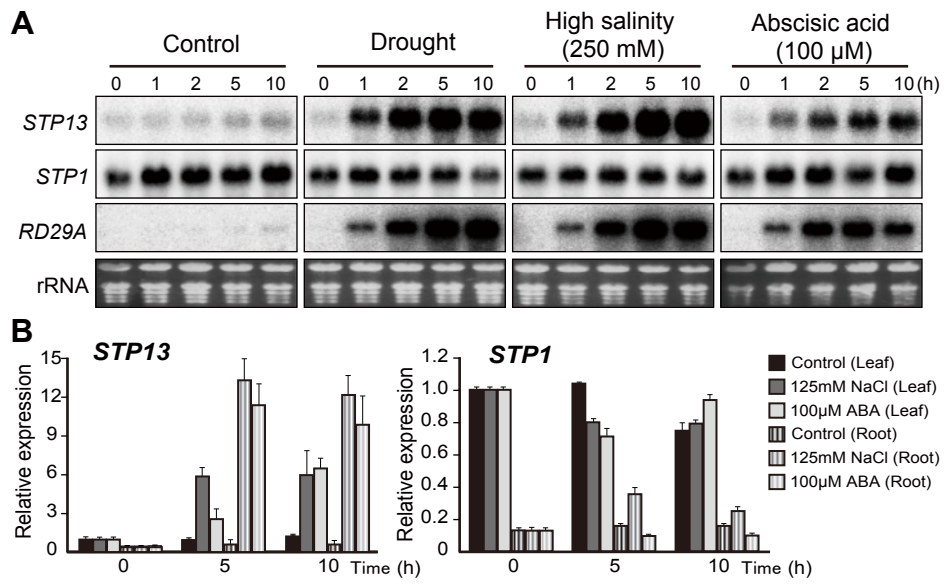 A
Control
Drought
High salinity
(250 mM)
Abscisic acid
(100 µM)
0 1 2 5 10 0 1 2 5 10 0 1 2 5 10 0 1 2 5 10 (h)
STP13
STP1
RD29A
rRNA
B
STP13
Relative expression
15
12
9
6
3
0
0 5 10 Time (h)
STP1
Relative expression
1.2
1.0
0.8
0.6
0.4
0.2
0
0 5 10 Time (h)
Control (Leaf)
125mM NaCl (Leaf)
100µM ABA (Leaf)
Control (Root)
125mM NaCl (Root)
100µM ABA (Root)